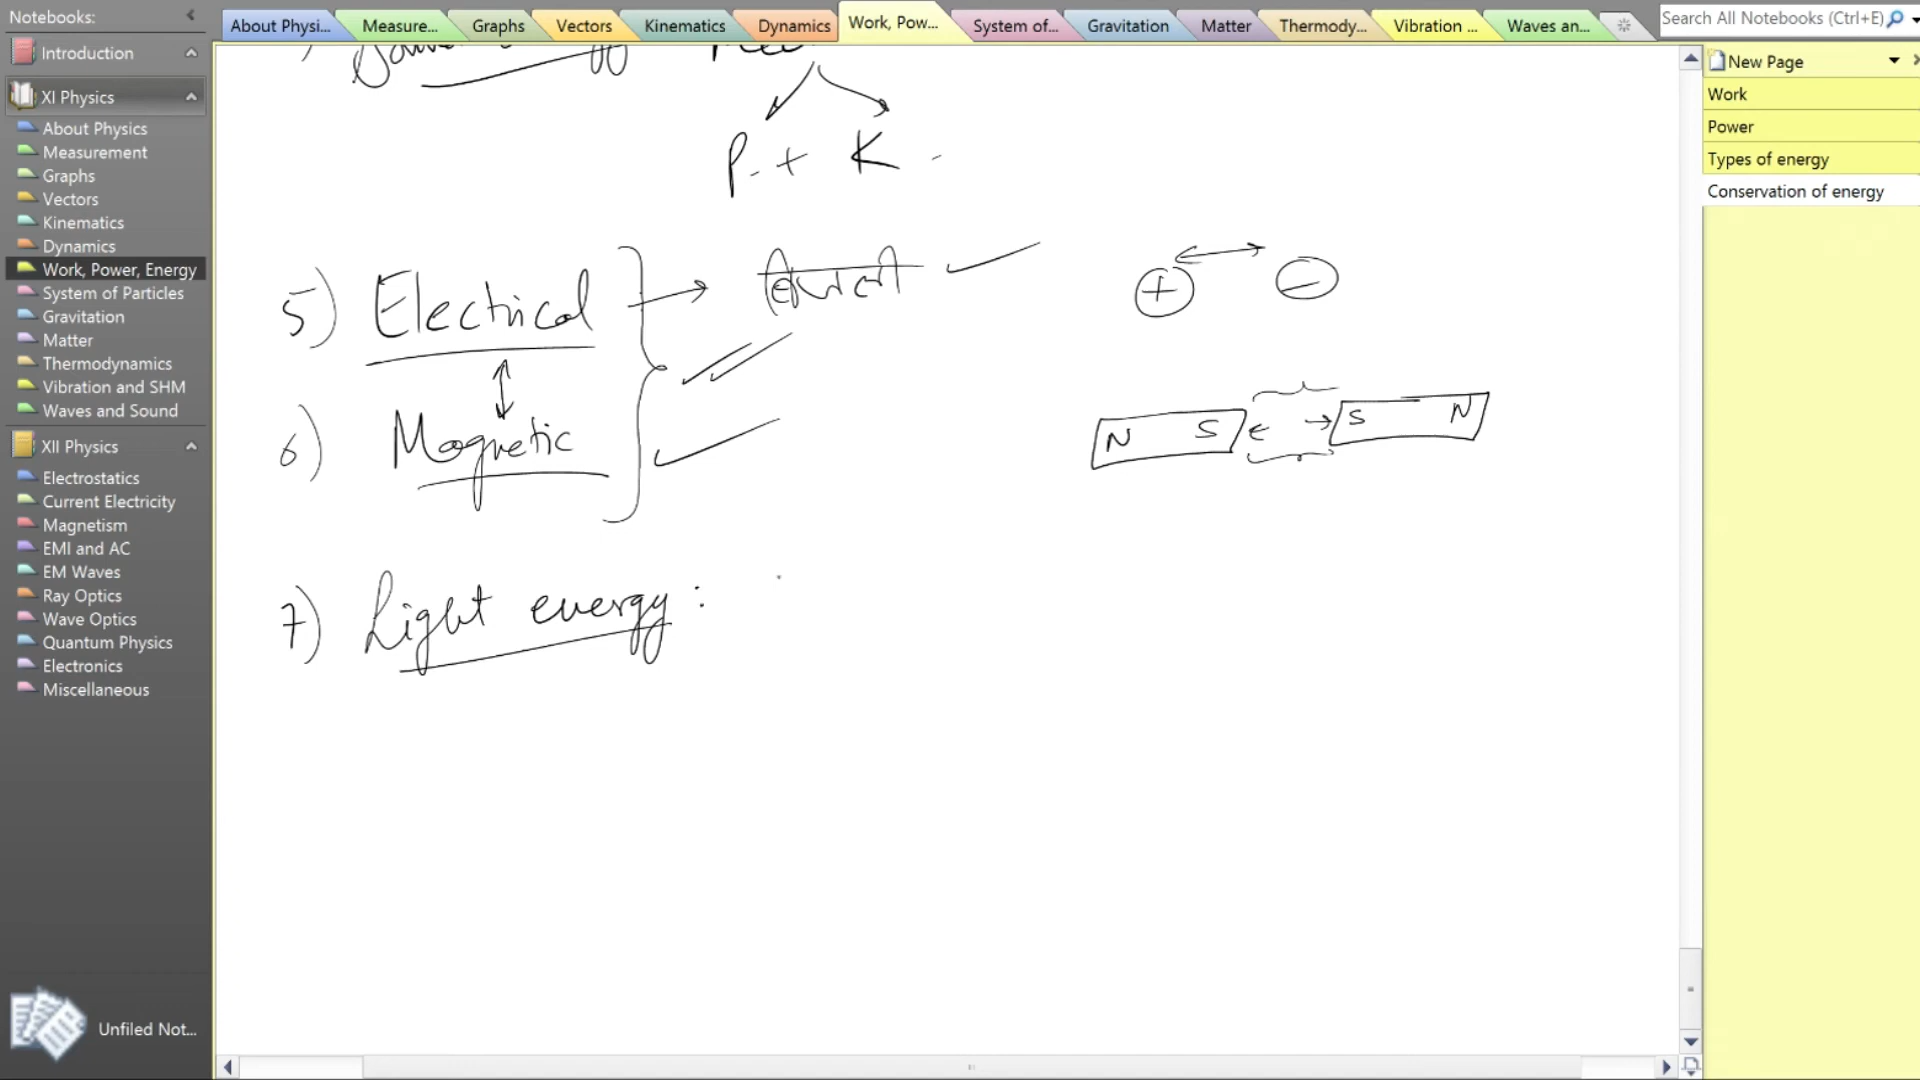 Notebooks:
Introduction
XI Physics
About Physics
Measurement
Graphs
Vectors
Kinematics
Dynamics
Work, Power, Energy
System of Particles
Gravitation
Matter
Thermodynamics
Vibration and SHM
Waves and Sound
XII Physics
Electrostatics
Current Electricity
Magnetism
EMI and AC
EM Waves
Ray Optics
Wave Optics
Quantum Physics
Electronics
Miscellaneous
Unfiled Not...
About Physi... Measure... Graphs Vectors Kinematics Dynamics Work, Pow... System of... Gravitation Matter Thermody... Vibration ... Waves an...
Search All Notebooks (Ctrl+E)
P. + K
5) Electrical
+ −
6) Magnetic
N S S N
7) Light energy :
New Page
Work
Power
Types of energy
Conservation of energy